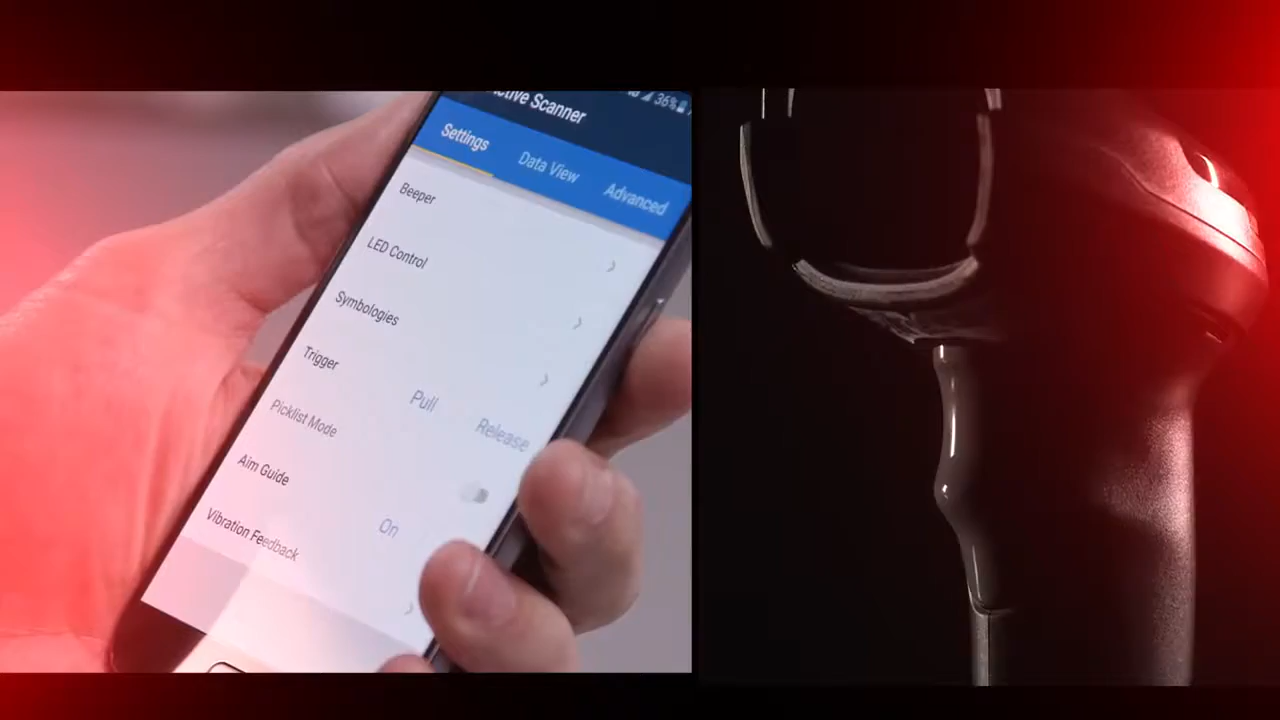 Scanner
36%
Settings
Data View
Advanced
Beeper
LED Control
Symbologies
Trigger
Pull
Release
Picklist Mode
Aim Guide
On
Vibration Feedback